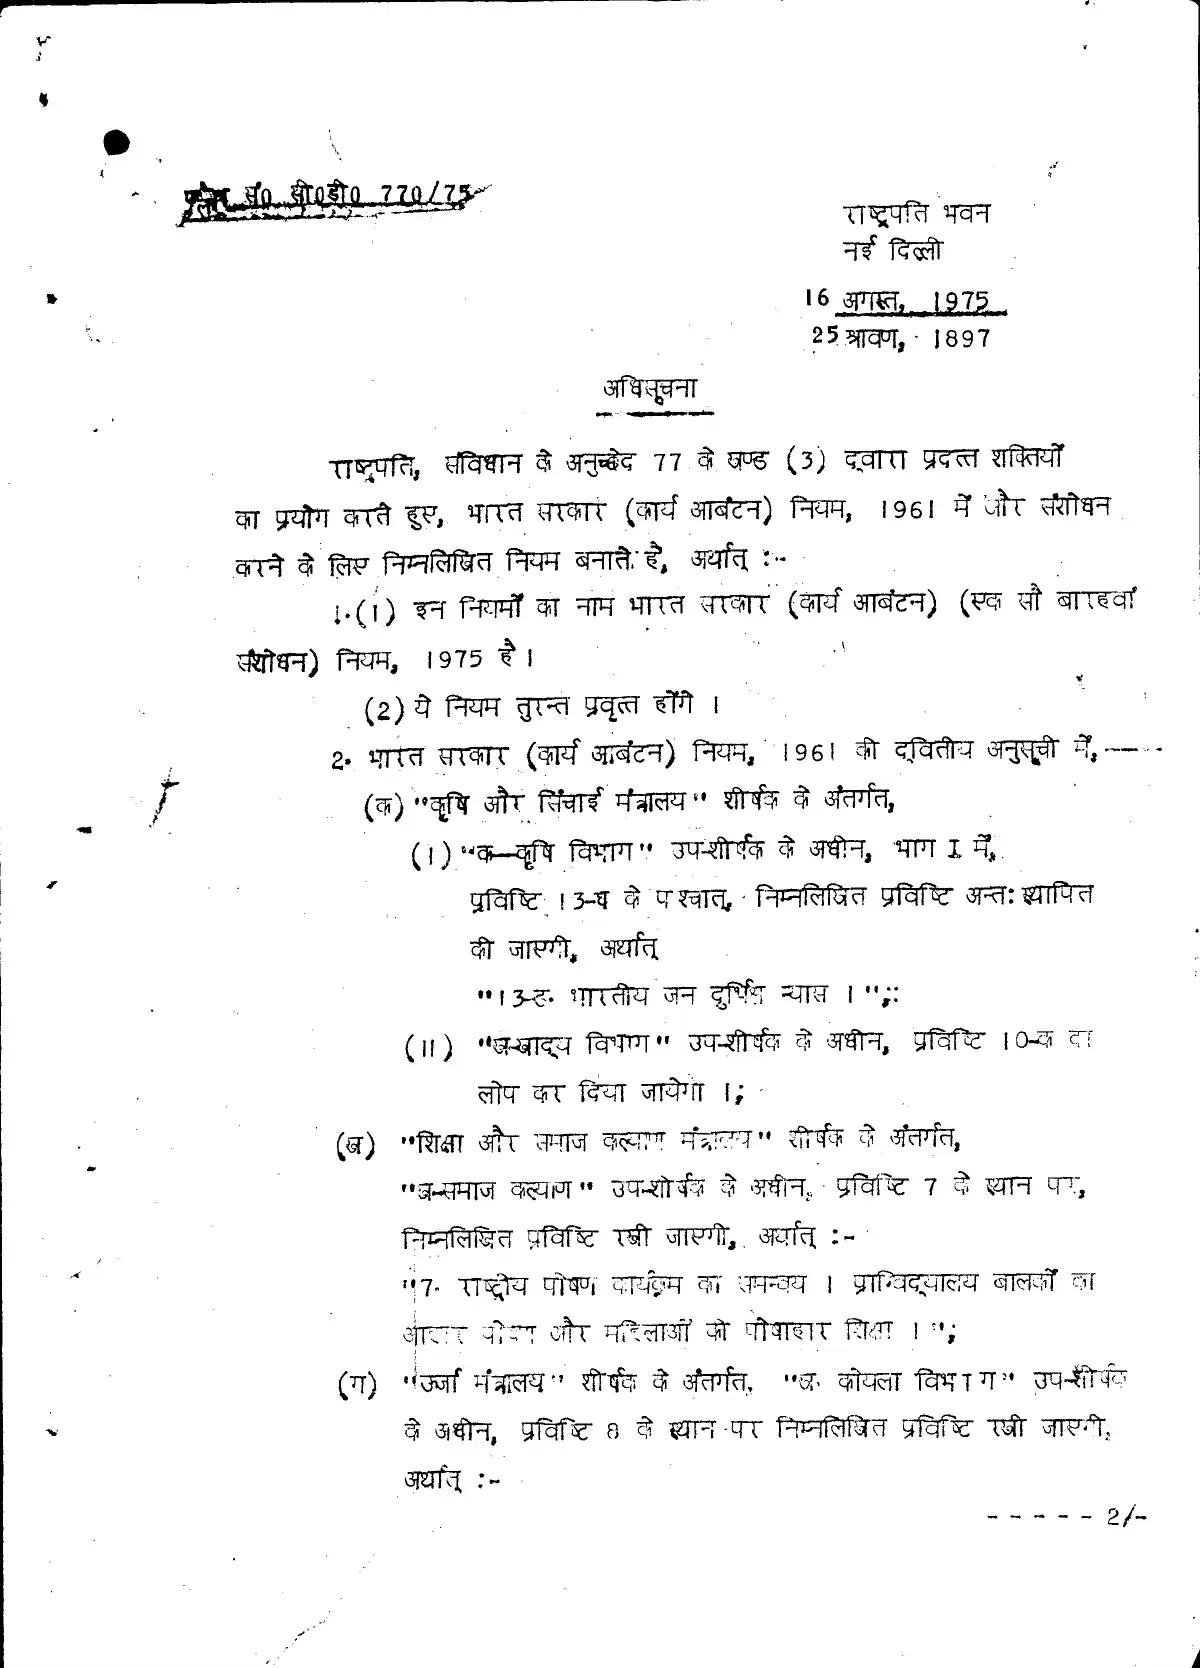 सं0 सी0डी0 770/75
राष्ट्रपति भवन
नई दिल्ली
16 अगस्त, 1975
25 श्रावण, 1897
अधिसूचना
राष्ट्रपति, संविधान के अनुच्छेद 77 के खण्ड (3) द्वारा प्रदत्त शक्तियों
का प्रयोग करते हुए, भारत सरकार (कार्य आबंटन) नियम, 1961 में और संशोधन
करने के लिए निम्नलिखित नियम बनाते है, अर्थात् :-
1.(1) इन नियमों का नाम भारत सरकार (कार्य आबंटन) (एक सौ बारहवां
संशोधन) नियम, 1975 है ।
(2) ये नियम तुरन्त प्रवृत्त होंगे ।
2. भारत सरकार (कार्य आबंटन) नियम, 1961 की द्वितीय अनुसूची में,----
(क) "कृषि और सिंचाई मंत्रालय" शीर्षक के अंतर्गत,
(I) "क-कृषि विभाग" उप-शीर्षक के अधीन, भाग I में,
प्रविष्टि 13-घ के पश्चात्, निम्नलिखित प्रविष्टि अन्त: स्थापित
की जाएगी, अर्थात्
"13-ड. भारतीय जन दुर्भिक्ष न्यास ।";
(II) "ख-खाद्य विभाग" उप-शीर्षक के अधीन, प्रविष्टि 10-क का
लोप कर दिया जायेगा ।;
(ख) "शिक्षा और समाज कल्याण मंत्रालय" शीर्षक के अंतर्गत,
"ख-समाज कल्याण" उप-शीर्षक के अधीन, प्रविष्टि 7 के स्थान पर,
निम्नलिखित प्रविष्टि रखी जाएगी, अर्थात् :-
"7. राष्ट्रीय पोषण कार्यक्रम का समन्वय । प्राग्विद्यालय बालकों का
और महिलाओं को पोषाहार शिक्षा ।";
(ग) "उर्जा मंत्रालय" शीर्षक के अंतर्गत, "ख. कोयला विभाग" उप-शीर्षक
के अधीन, प्रविष्टि 8 के स्थान पर निम्नलिखित प्रविष्टि रखी जाएगी,
अर्थात् :-
- - - - - 2/-